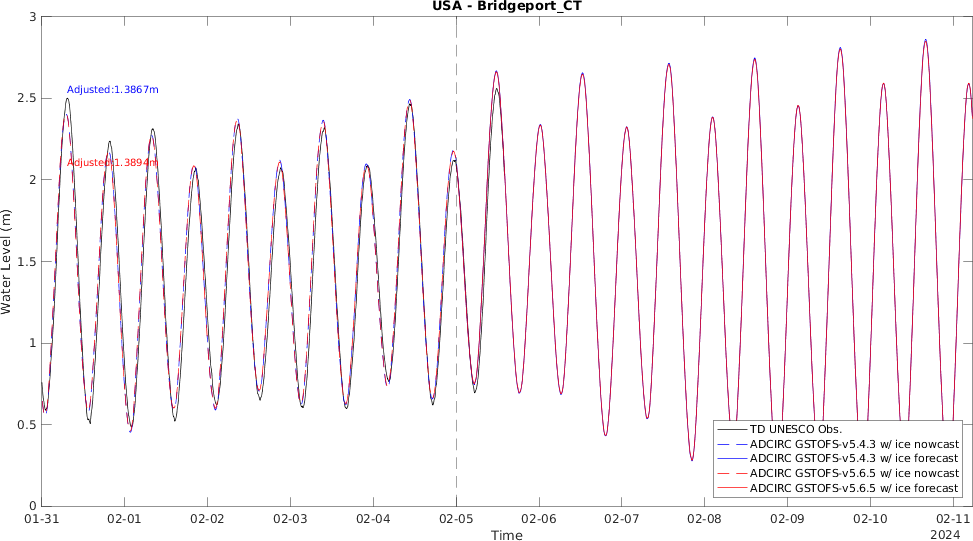 USA - Bridgeport_CT
3
2.5
2
1.5
1
0.5
0
Water Level (m)
Adjusted:1.3867m
Adjusted:1.3894m
TD UNESCO Obs.
ADCIRC GSTOFS-v5.4.3 w/ ice nowcast
ADCIRC GSTOFS-v5.4.3 w/ ice forecast
ADCIRC GSTOFS-v5.6.5 w/ ice nowcast
ADCIRC GSTOFS-v5.6.5 w/ ice forecast
01-31 02-01 02-02 02-03 02-04 02-05 02-06 02-07 02-08 02-09 02-10 02-11
Time
2024